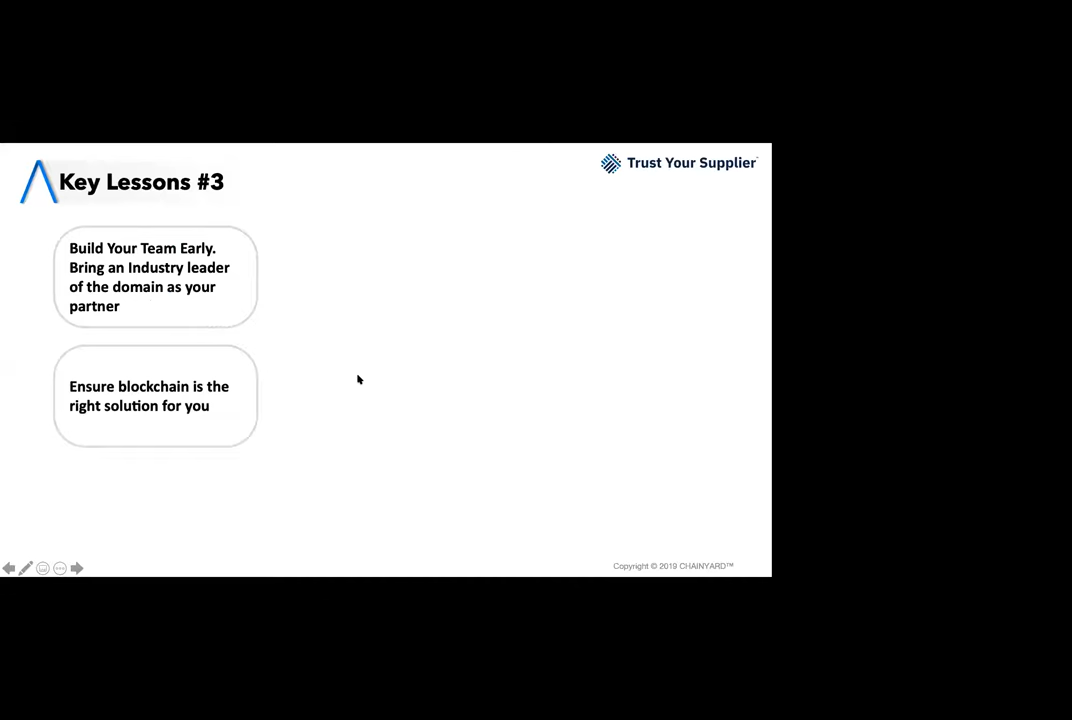 Trust Your Supplier
Key Lessons #3
Build Your Team Early.
Bring an Industry leader
of the domain as your
partner
Ensure blockchain is the
right solution for you
Copyright © 2019 CHAINYARD™